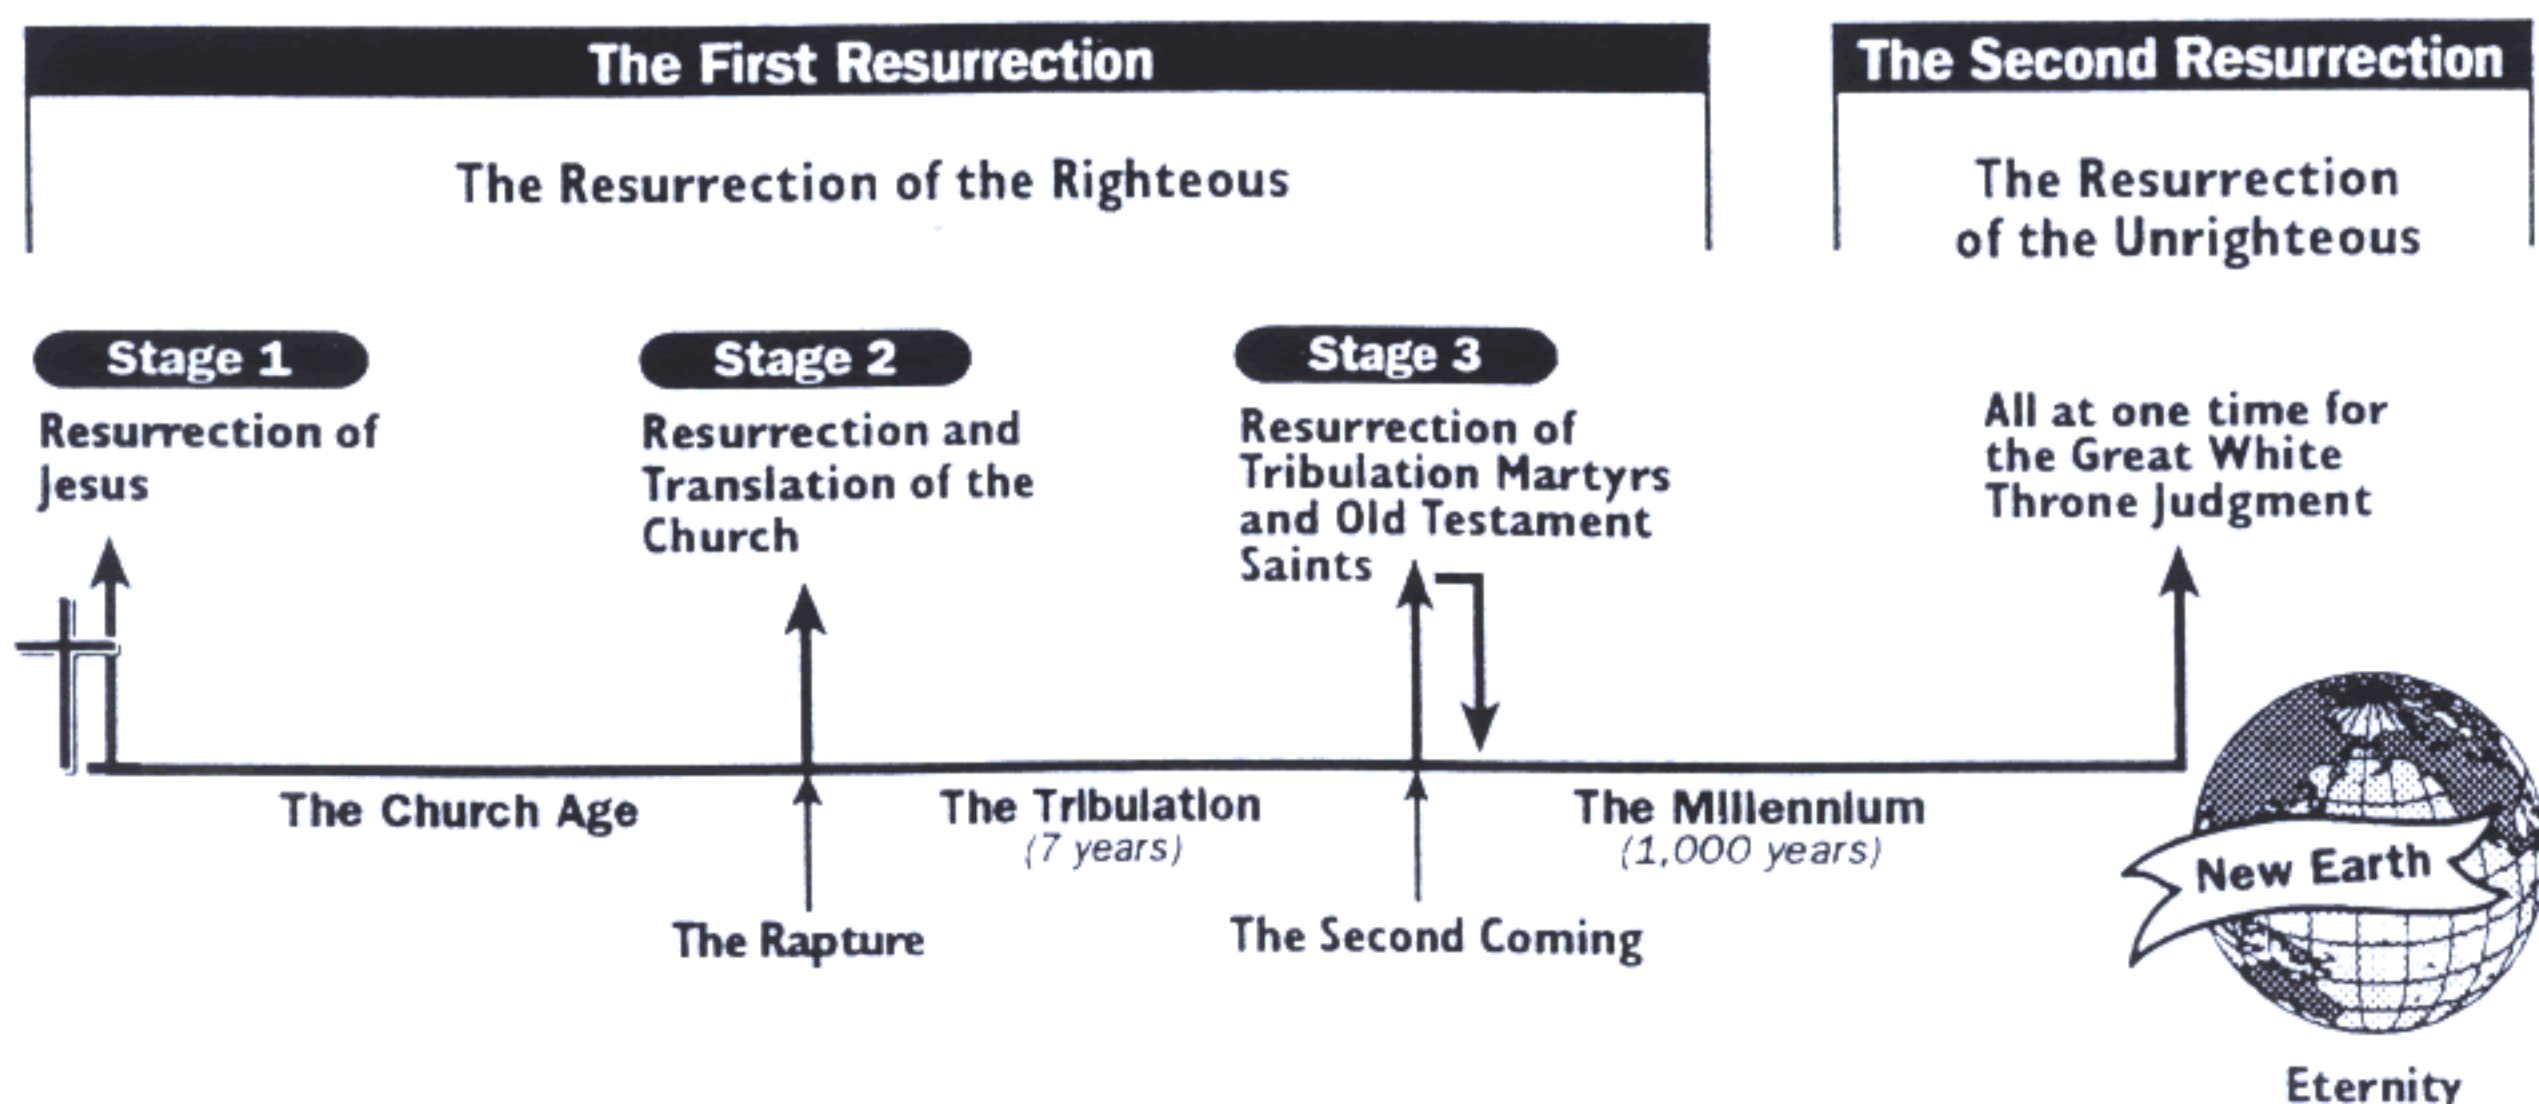 The First Resurrection
The Resurrection of the Righteous
The Second Resurrection
The Resurrection
of the Unrighteous
Stage 1
Resurrection of
Jesus
Stage 2
Resurrection and
Translation of the
Church
Stage 3
Resurrection of
Tribulation Martyrs
and Old Testament
Saints
All at one time for
the Great White
Throne Judgment
The Church Age
The Tribulation
(7 years)
The Millennium
(1,000 years)
The Rapture
The Second Coming
New Earth
Eternity